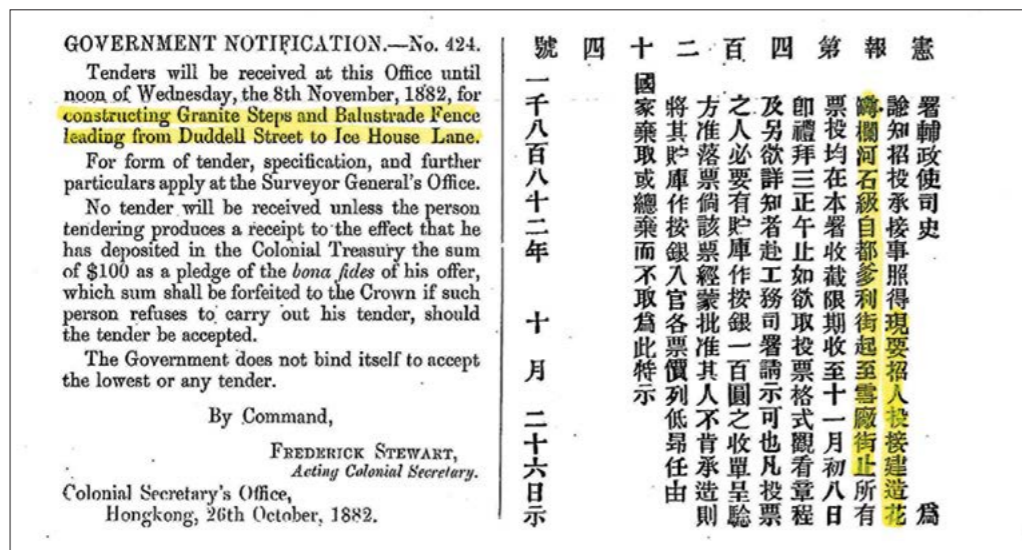 GOVERNMENT NOTIFICATION.—No. 424.
Tenders will be received at this Office until
noon of Wednesday, the 8th November, 1882, for
constructing Granite Steps and Balustrade Fence
leading from Duddell Street to Ice House Lane.
For form of tender, specification, and further
particulars apply at the Surveyor General's Office.
No tender will be received unless the person
tendering produces a receipt to the effect that he
has deposited in the Colonial Treasury the sum
of $100 as a pledge of the bona fides of his offer,
which sum shall be forfeited to the Crown if such
person refuses to carry out his tender, should
the tender be accepted.
The Government does not bind itself to accept
the lowest or any tender.
By Command,
FREDERICK STEWART,
Acting Colonial Secretary.
Colonial Secretary's Office,
Hongkong, 26th October, 1882.
憲報第四百二十四號
署輔政使司史 為
諭知招投承接事照得現要招人投接建造花
欄河石級自都爹利街起至雪廠街止所有
票投均在本署收截限期收至十一月初八日
卽禮拜三正午止如欲取投票格式觀看章程
及另欲詳知者赴工務司署請示可也凡投票
之人必要有貯庫作按銀一百圓之收單呈騐
方准落票倘該票經蒙批准其人不肯承造則
將其貯庫作按銀入官各票價列低昂任由
國家棄取或總棄而不取爲此特示
一千八百八十二年 十月 二十六日示